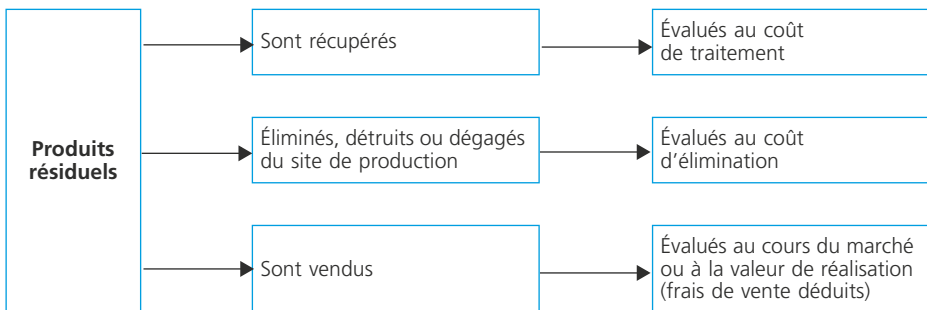 Produits
résiduels
Sont récupérés
Évalués au coût
de traitement
Éliminés, détruits ou dégagés
du site de production
Évalués au coût
d'élimination
Sont vendus
Évalués au cours du marché
ou à la valeur de réalisation
(frais de vente déduits)